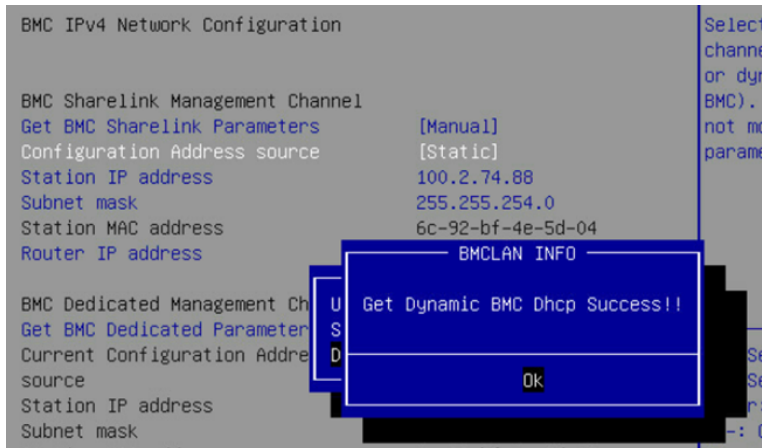 BMC IPv4 Network Configuration
BMC Sharelink Management Channel
Get BMC Sharelink Parameters [Manual]
Configuration Address source [Static]
Station IP address 100.2.74.88
Subnet mask 255.255.254.0
Station MAC address 6c-92-bf-4e-5d-04
Router IP address
BMC Dedicated Management Ch
Get BMC Dedicated Parameter
Current Configuration Addre
source
Station IP address
Subnet mask
U
S
D
BMCLAN INFO
Get Dynamic BMC Dhcp Success!!
Ok
Select
channe
or dyn
BMC).
not mo
parame
Se
Se
r:
-: